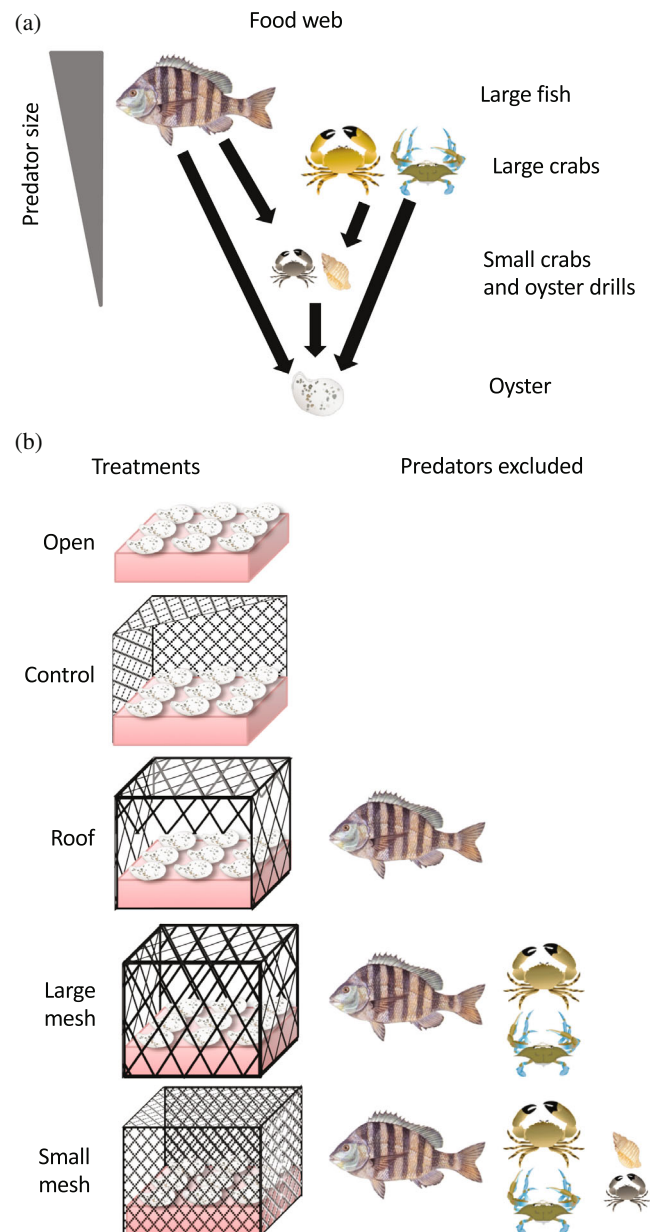 (a)
Food web
Predator size
Large fish
Large crabs
Small crabs
and oyster drills
Oyster
(b)
Treatments
Predators excluded
Open
Control
Roof
Large
mesh
Small
mesh